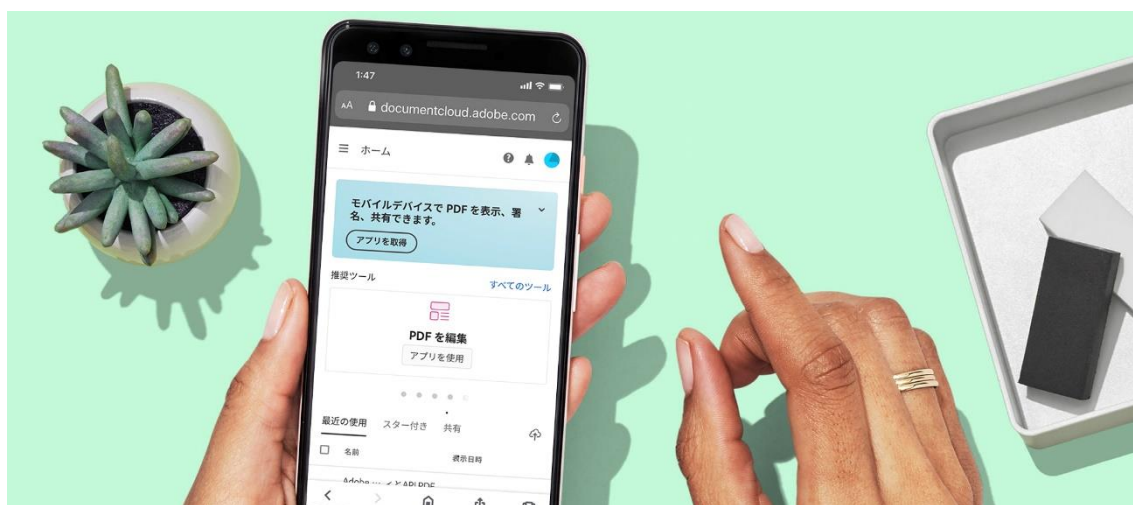 1:47
AA documentcloud.adobe.com
ホーム
モバイルデバイスで PDF を表示、署
名、共有できます。
アプリを取得
推奨ツール すべてのツール
PDF を編集
アプリを使用
最近の使用 スター付き 共有
名前 表示日時
Adobe